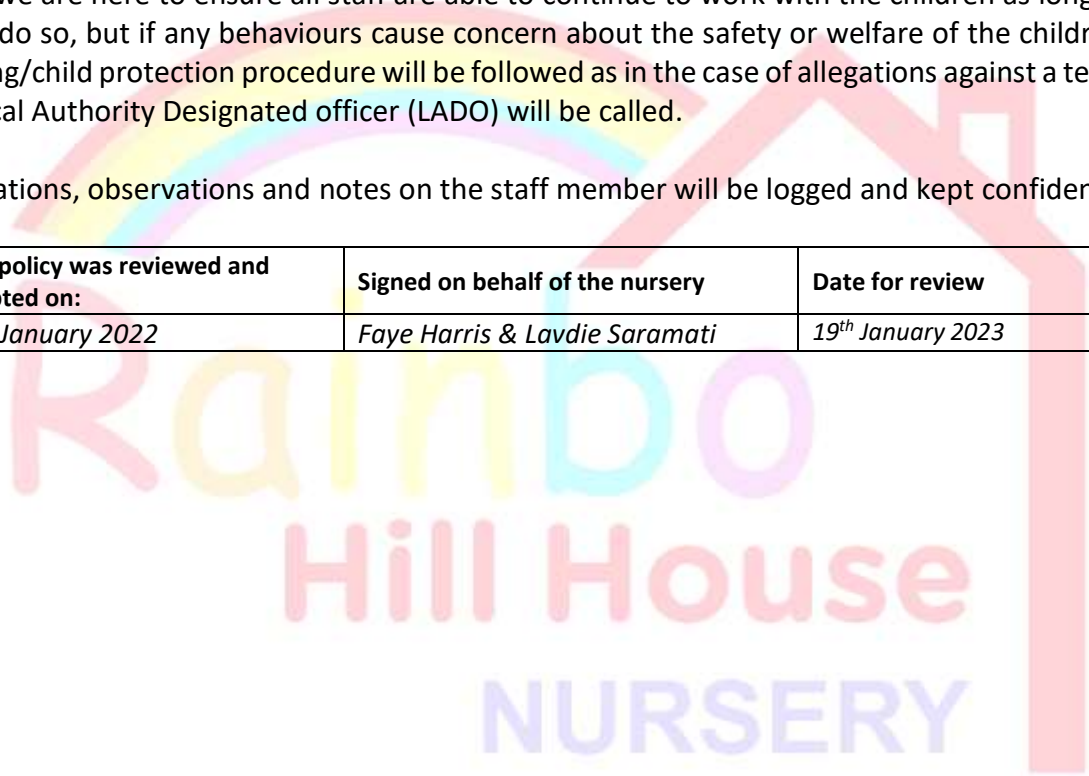 we are here to ensure all staff are able to continue to work with the children as long
do so, but if any behaviours cause concern about the safety or welfare of the childr
ng/child protection procedure will be followed as in the case of allegations against a te
cal Authority Designated officer (LADO) will be called.
ations, observations and notes on the staff member will be logged and kept confiden
policy was reviewed and
oted on:
Signed on behalf of the nursery
Date for review
January 2022
Faye Harris & Lavdie Saramati
19th January 2023
Rainbo
Hill House
NURSERY